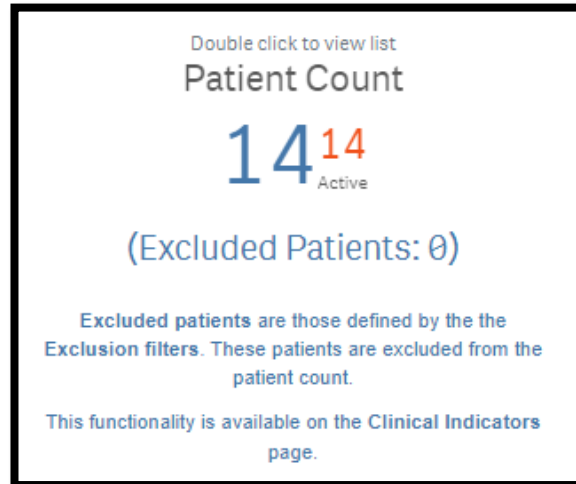 Double click to view list
Patient Count
14 14
Active
(Excluded Patients: 0)
Excluded patients are those defined by the the
Exclusion filters. These patients are excluded from the
patient count.
This functionality is available on the Clinical Indicators
page.